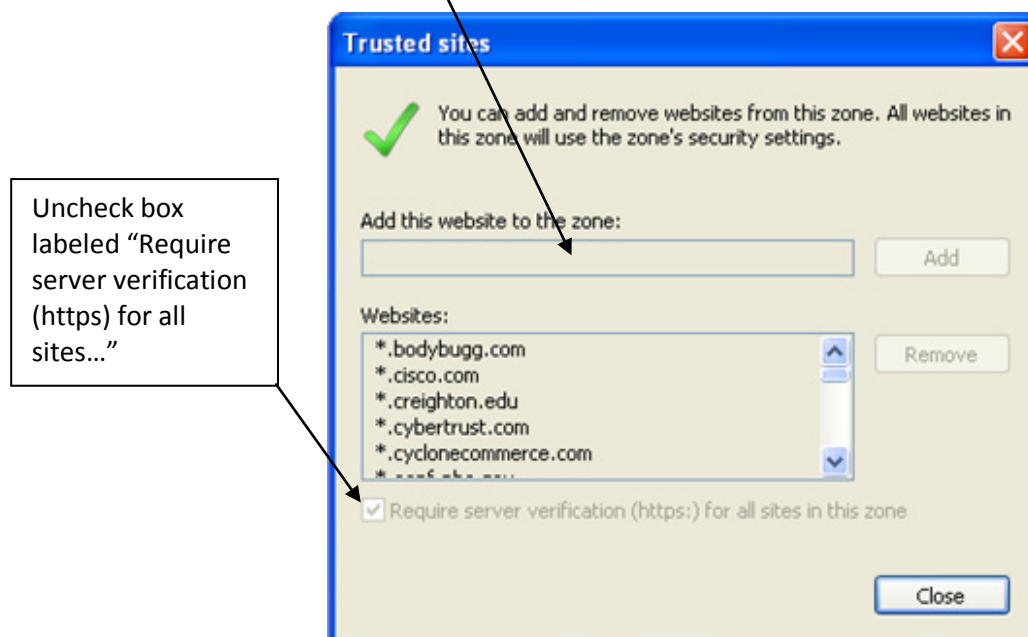 Trusted sites
You can add and remove websites from this zone. All websites in
this zone will use the zone's security settings.
Uncheck box
labeled “Require
server verification
(https) for all
sites…”
Add this website to the zone:
Add
Websites:
*.bodybugg.com
*.cisco.com
*.creighton.edu
*.cybertrust.com
*.cyclonecommerce.com
Remove
Require server verification (https:) for all sites in this zone
Close